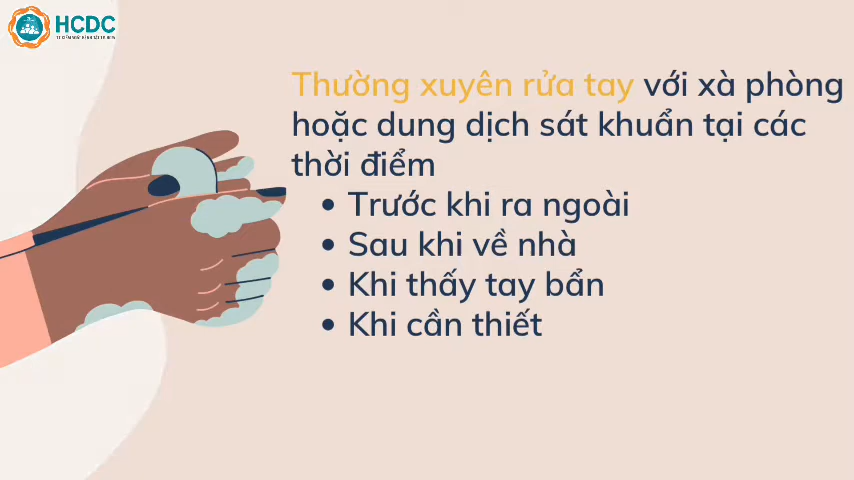 HCDC
Thường xuyên rửa tay với xà phòng
hoặc dung dịch sát khuẩn tại các
thời điểm
• Trước khi ra ngoài
• Sau khi về nhà
• Khi thấy tay bẩn
• Khi cần thiết